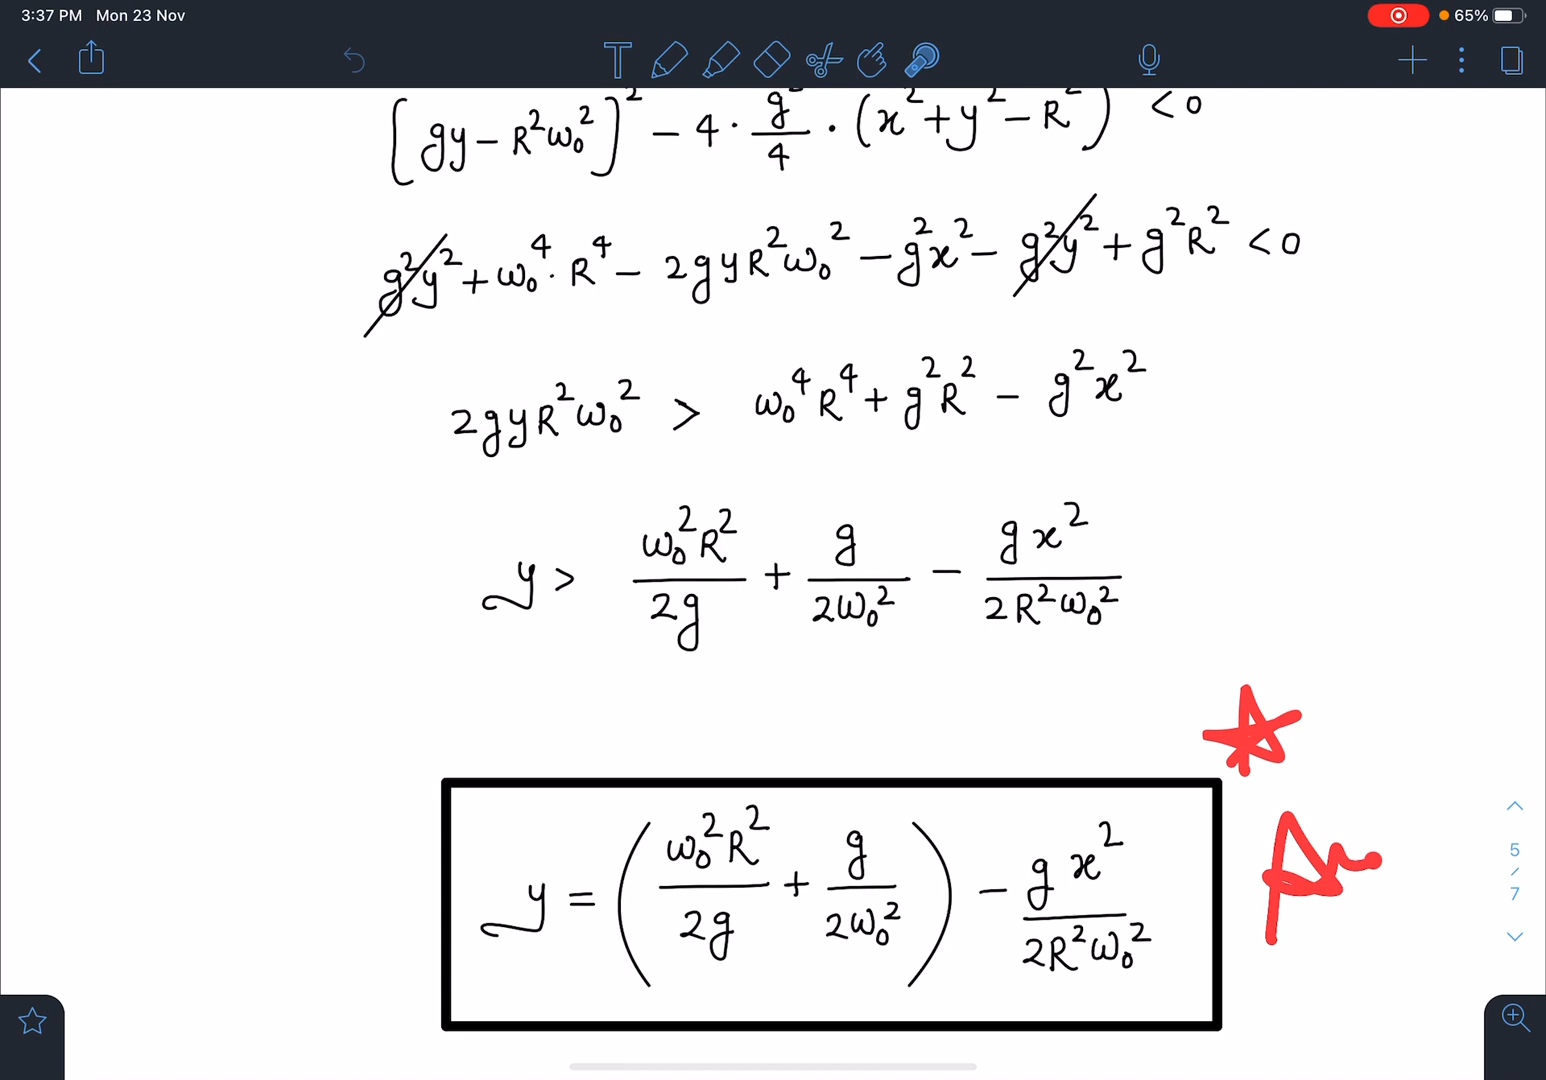 3:37 PM Mon 23 Nov 65%
[gy − R²ω₀²]² − 4 · g²/4 · (x² + y² − R²) < 0
g²y² + ω₀⁴ · R⁴ − 2gyR²ω₀² − g²x² − g²y² + g²R² < 0
2gyR²ω₀² > ω₀⁴R⁴ + g²R² − g²x²
y > ω₀²R²/2g + g/2ω₀² − gx²/2R²ω₀²
y = (ω₀²R²/2g + g/2ω₀²) − gx²/2R²ω₀²
5
/
7